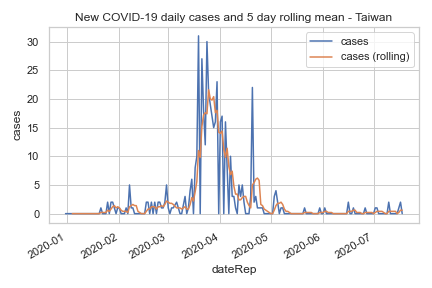 New COVID-19 daily cases and 5 day rolling mean - Taiwan
cases
cases (rolling)
30
25
20
15
10
5
0
cases
2020-01
2020-02
2020-03
2020-04
2020-05
2020-06
2020-07
dateRep